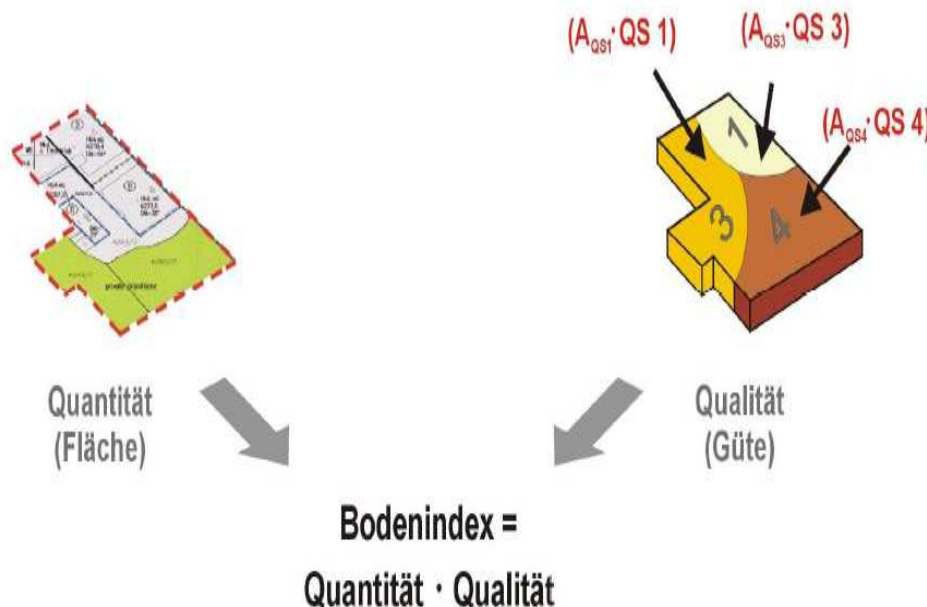 (A_QS1·QS 1)
(A_QS3·QS 3)
(A_QS4·QS 4)
1
3
4
Quantität
(Fläche)
Qualität
(Güte)
Bodenindex =
Quantität · Qualität